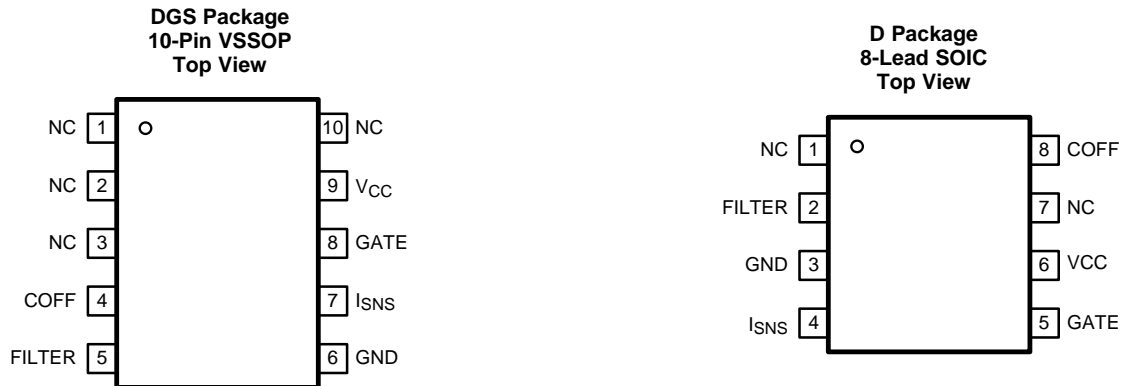 DGS Package
10-Pin VSSOP
Top View
NC 1 10 NC
NC 2 9 VCC
NC 3 8 GATE
COFF 4 7 ISNS
FILTER 5 6 GND
D Package
8-Lead SOIC
Top View
NC 1 8 COFF
FILTER 2 7 NC
GND 3 6 VCC
ISNS 4 5 GATE